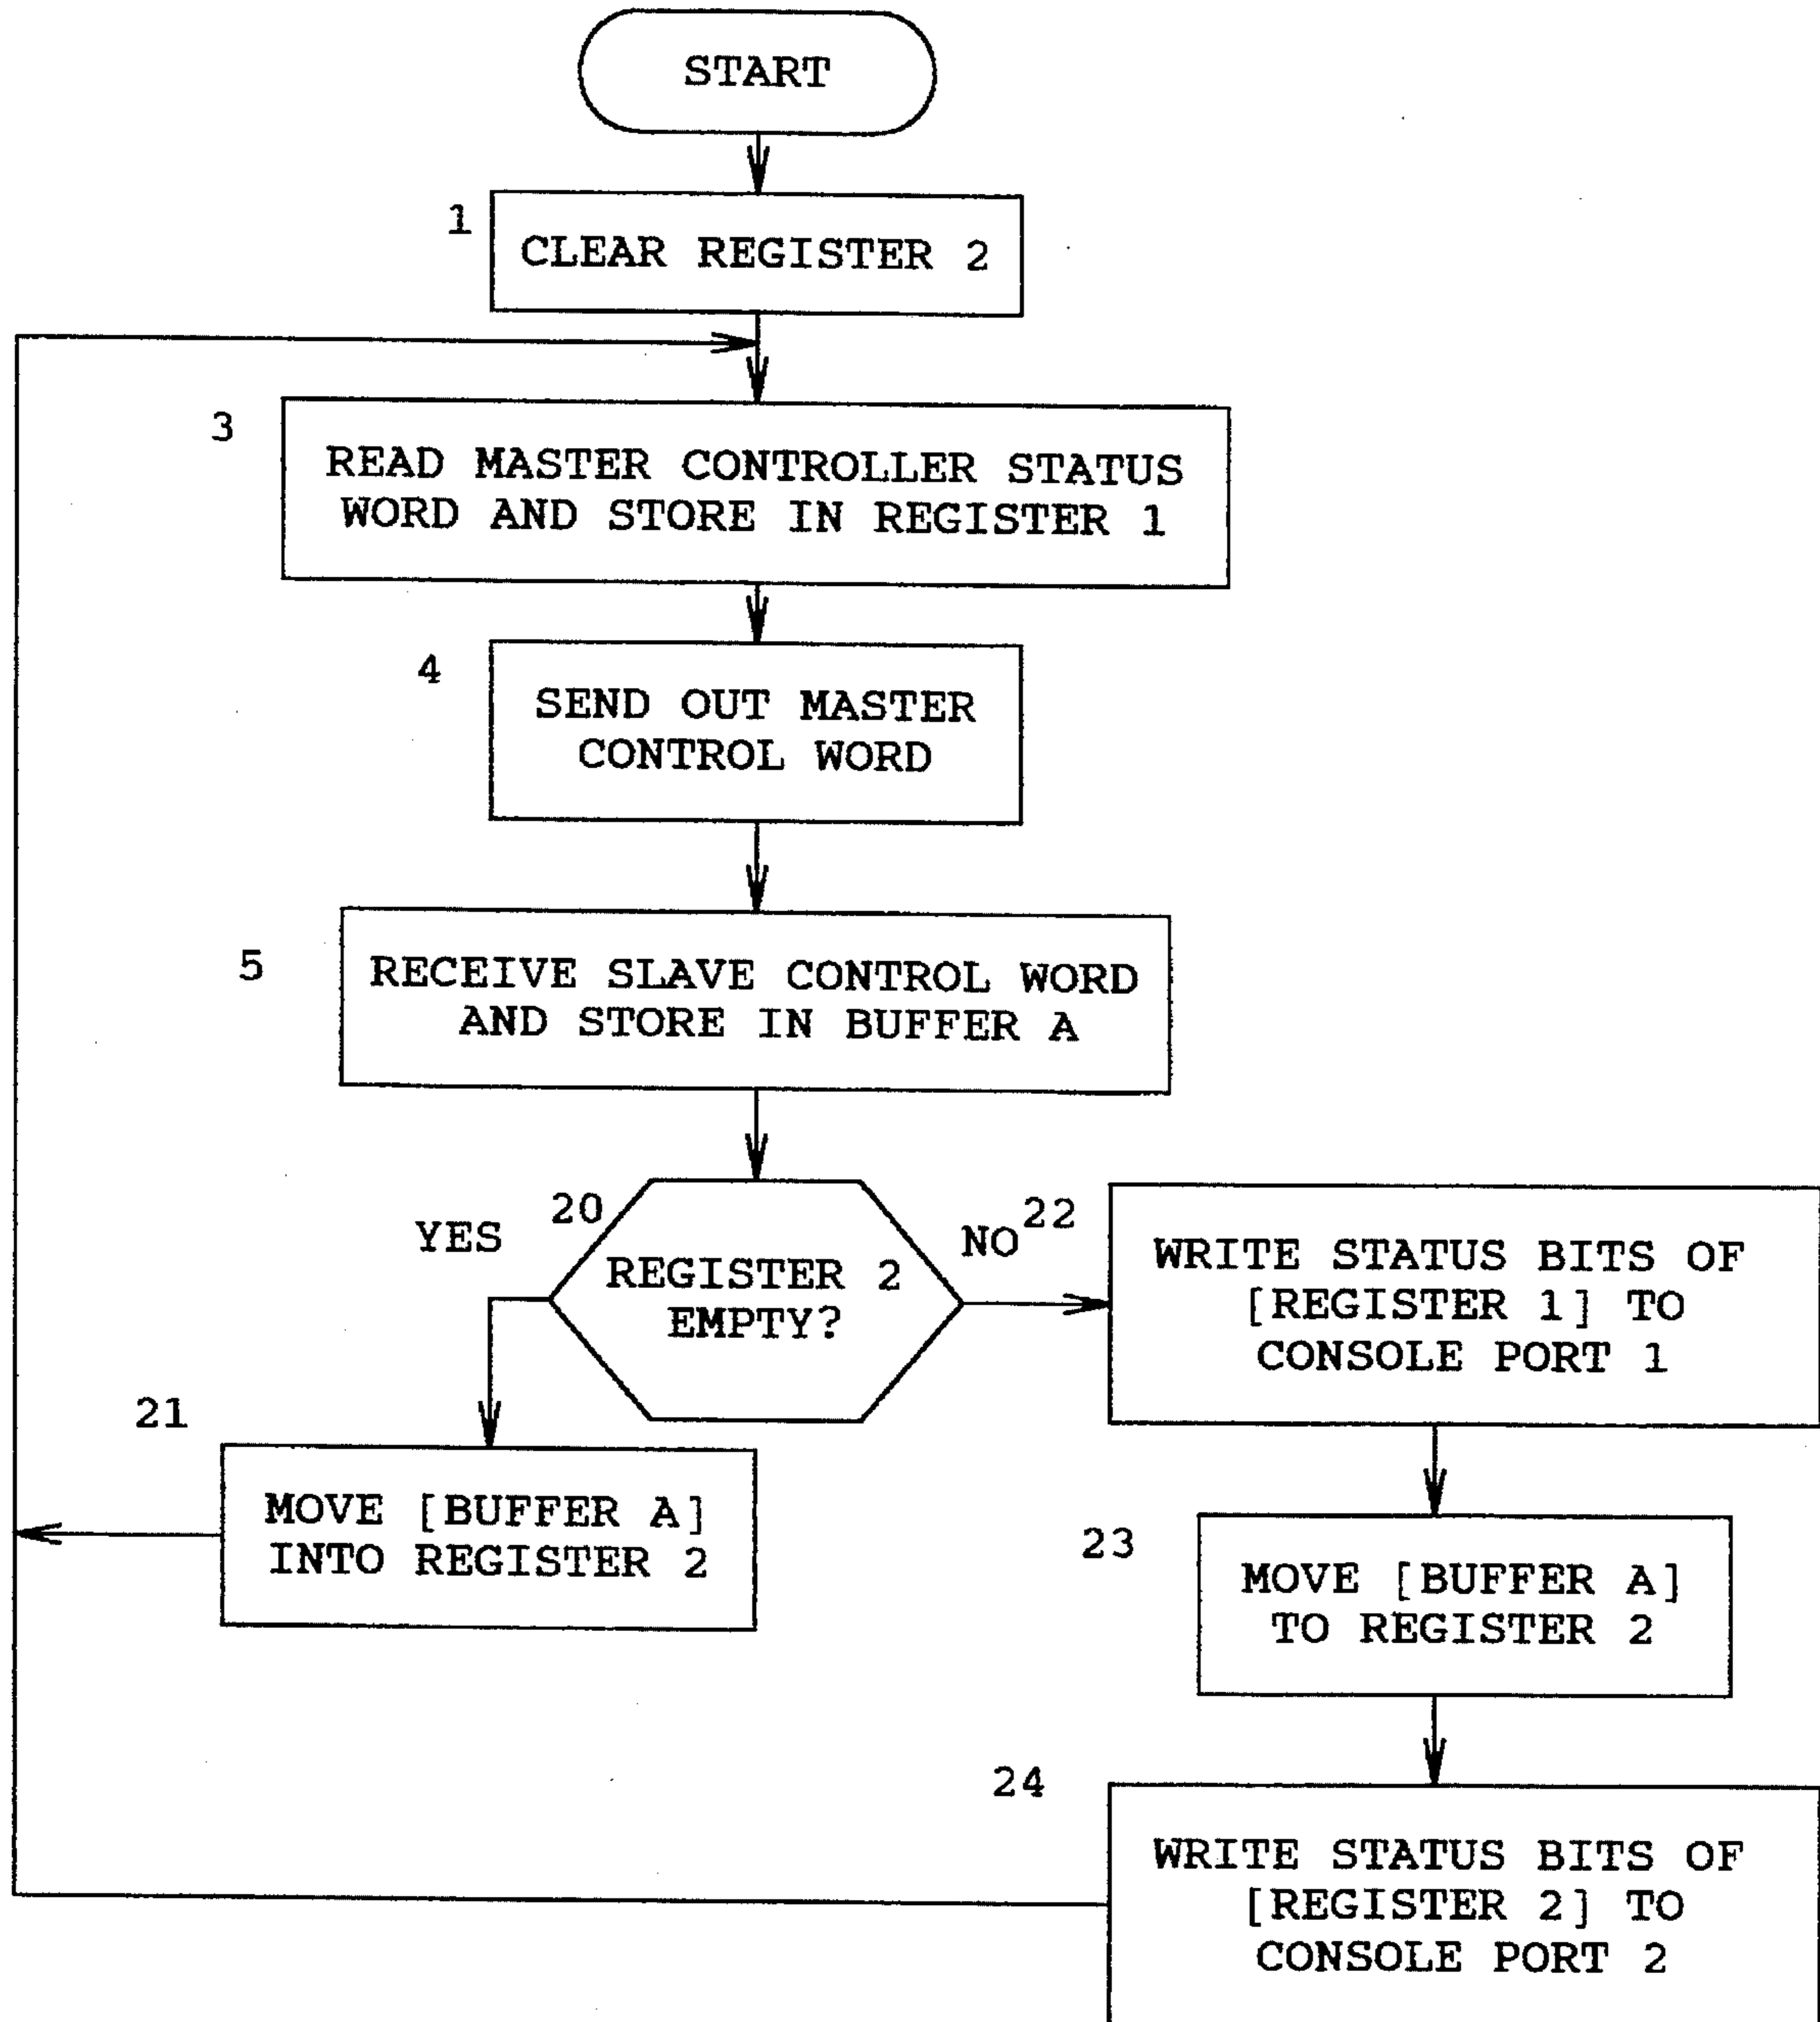 START
1
CLEAR REGISTER 2
3
READ MASTER CONTROLLER STATUS
WORD AND STORE IN REGISTER 1
4
SEND OUT MASTER
CONTROL WORD
5
RECEIVE SLAVE CONTROL WORD
AND STORE IN BUFFER A
20
YES
REGISTER 2
EMPTY?
NO
22
WRITE STATUS BITS OF
[REGISTER 1] TO
CONSOLE PORT 1
21
MOVE [BUFFER A]
INTO REGISTER 2
23
MOVE [BUFFER A]
TO REGISTER 2
24
WRITE STATUS BITS OF
[REGISTER 2] TO
CONSOLE PORT 2